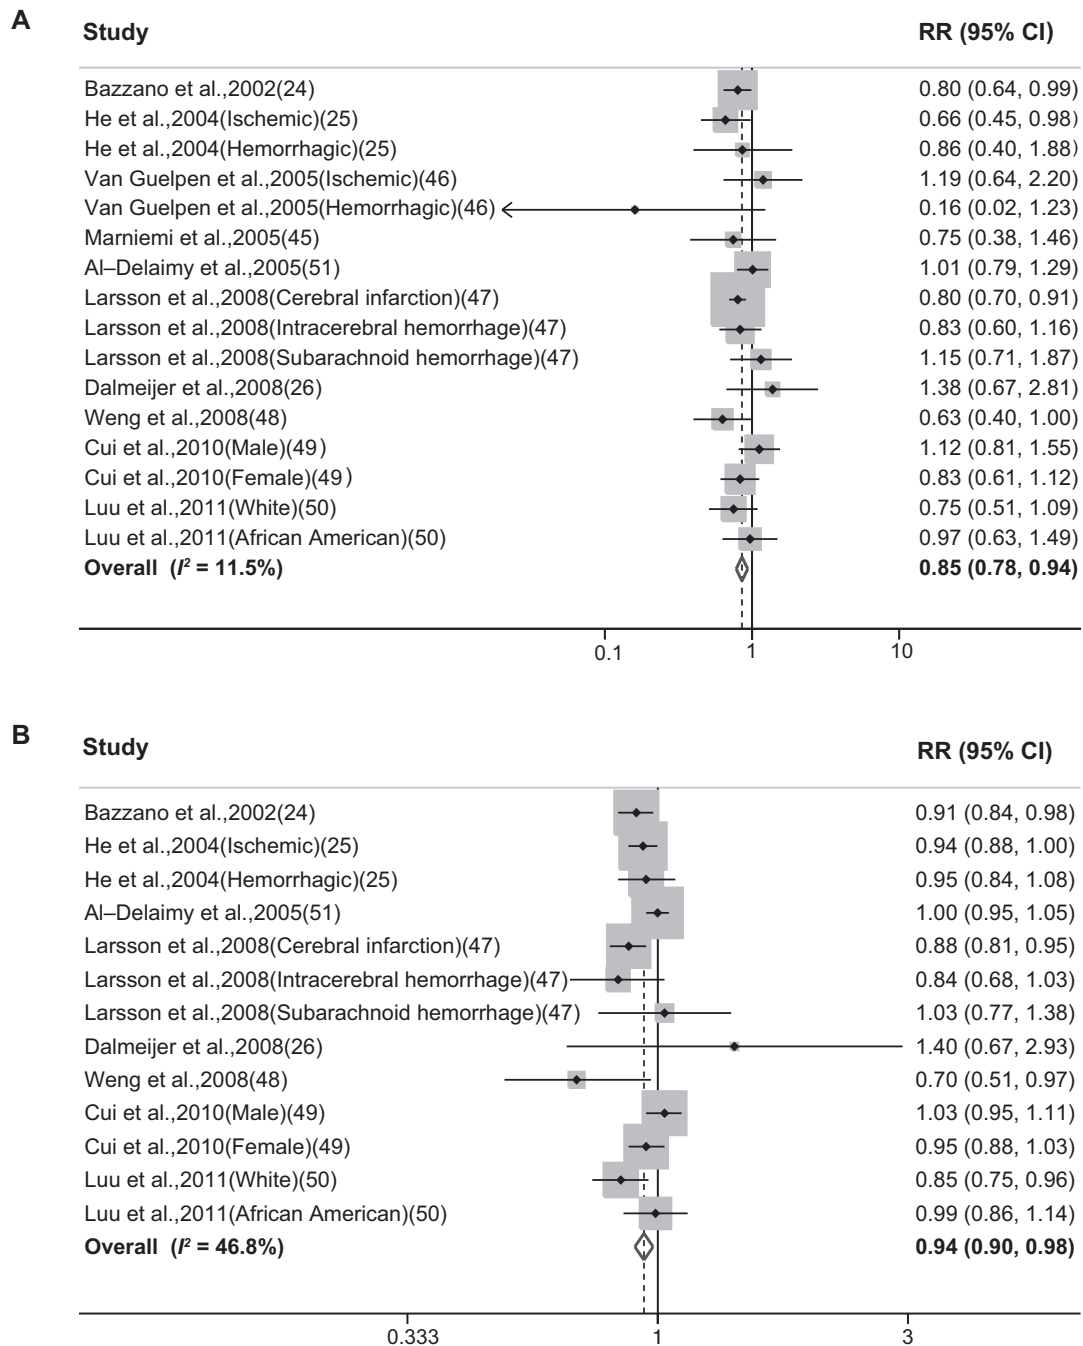 A
Study RR (95% CI)
Bazzano et al.,2002(24) 0.80 (0.64, 0.99)
He et al.,2004(Ischemic)(25) 0.66 (0.45, 0.98)
He et al.,2004(Hemorrhagic)(25) 0.86 (0.40, 1.88)
Van Guelpen et al.,2005(Ischemic)(46) 1.19 (0.64, 2.20)
Van Guelpen et al.,2005(Hemorrhagic)(46) 0.16 (0.02, 1.23)
Marniemi et al.,2005(45) 0.75 (0.38, 1.46)
Al–Delaimy et al.,2005(51) 1.01 (0.79, 1.29)
Larsson et al.,2008(Cerebral infarction)(47) 0.80 (0.70, 0.91)
Larsson et al.,2008(Intracerebral hemorrhage)(47) 0.83 (0.60, 1.16)
Larsson et al.,2008(Subarachnoid hemorrhage)(47) 1.15 (0.71, 1.87)
Dalmeijer et al.,2008(26) 1.38 (0.67, 2.81)
Weng et al.,2008(48) 0.63 (0.40, 1.00)
Cui et al.,2010(Male)(49) 1.12 (0.81, 1.55)
Cui et al.,2010(Female)(49) 0.83 (0.61, 1.12)
Luu et al.,2011(White)(50) 0.75 (0.51, 1.09)
Luu et al.,2011(African American)(50) 0.97 (0.63, 1.49)
Overall (I² = 11.5%) 0.85 (0.78, 0.94)
0.1 1 10
B
Study RR (95% CI)
Bazzano et al.,2002(24) 0.91 (0.84, 0.98)
He et al.,2004(Ischemic)(25) 0.94 (0.88, 1.00)
He et al.,2004(Hemorrhagic)(25) 0.95 (0.84, 1.08)
Al–Delaimy et al.,2005(51) 1.00 (0.95, 1.05)
Larsson et al.,2008(Cerebral infarction)(47) 0.88 (0.81, 0.95)
Larsson et al.,2008(Intracerebral hemorrhage)(47) 0.84 (0.68, 1.03)
Larsson et al.,2008(Subarachnoid hemorrhage)(47) 1.03 (0.77, 1.38)
Dalmeijer et al.,2008(26) 1.40 (0.67, 2.93)
Weng et al.,2008(48) 0.70 (0.51, 0.97)
Cui et al.,2010(Male)(49) 1.03 (0.95, 1.11)
Cui et al.,2010(Female)(49) 0.95 (0.88, 1.03)
Luu et al.,2011(White)(50) 0.85 (0.75, 0.96)
Luu et al.,2011(African American)(50) 0.99 (0.86, 1.14)
Overall (I² = 46.8%) 0.94 (0.90, 0.98)
0.333 1 3